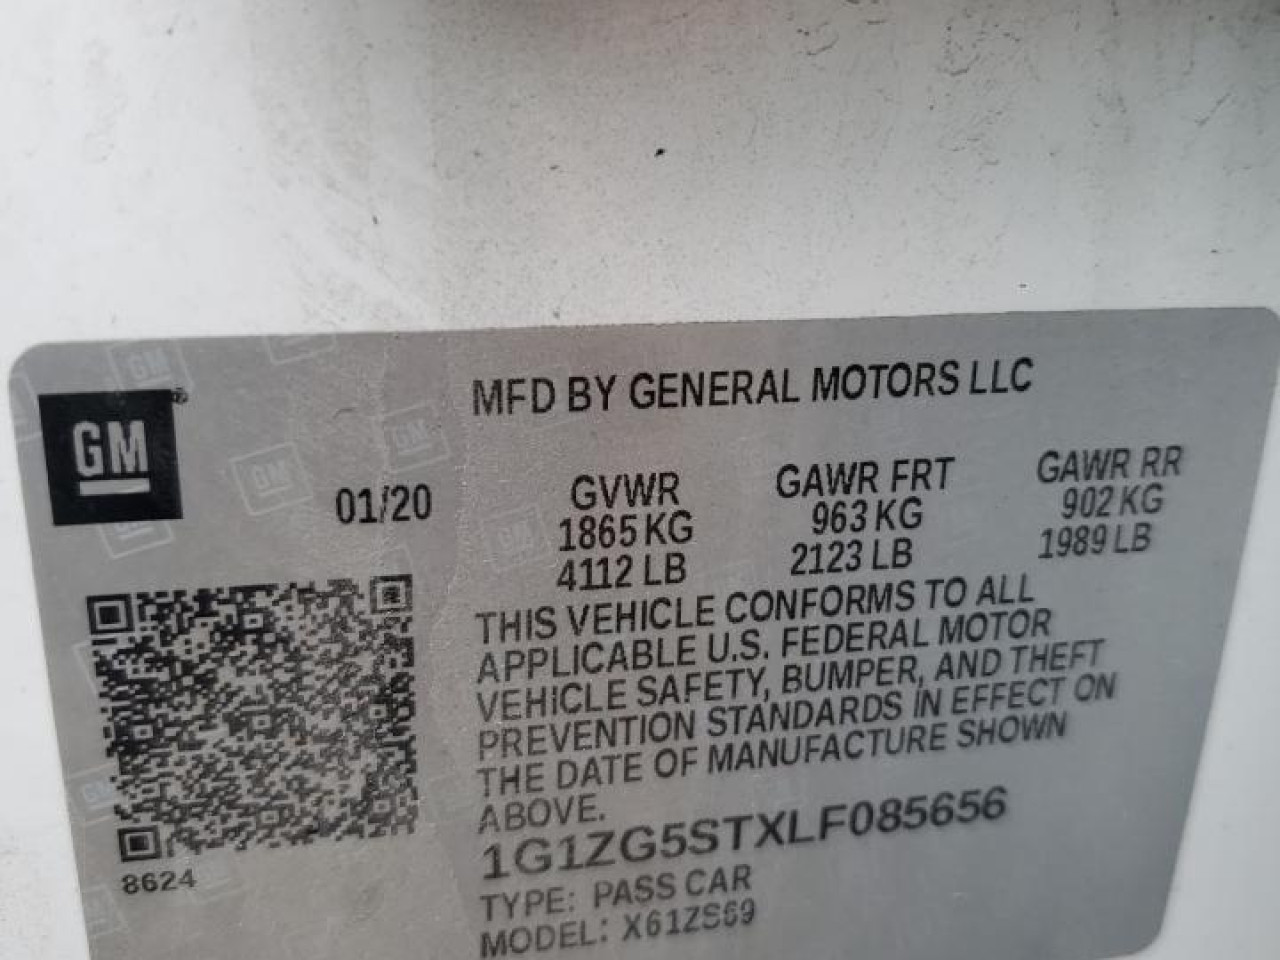 GM
MFD BY GENERAL MOTORS LLC
01/20
GVWR GAWR FRT GAWR RR
1865 KG 963 KG 902 KG
4112 LB 2123 LB 1989 LB
THIS VEHICLE CONFORMS TO ALL
APPLICABLE U.S. FEDERAL MOTOR
VEHICLE SAFETY, BUMPER, AND THEFT
PREVENTION STANDARDS IN EFFECT ON
THE DATE OF MANUFACTURE SHOWN
ABOVE.
1G1ZG5STXLF085656
8624
TYPE: PASS CAR
MODEL: X61ZS69